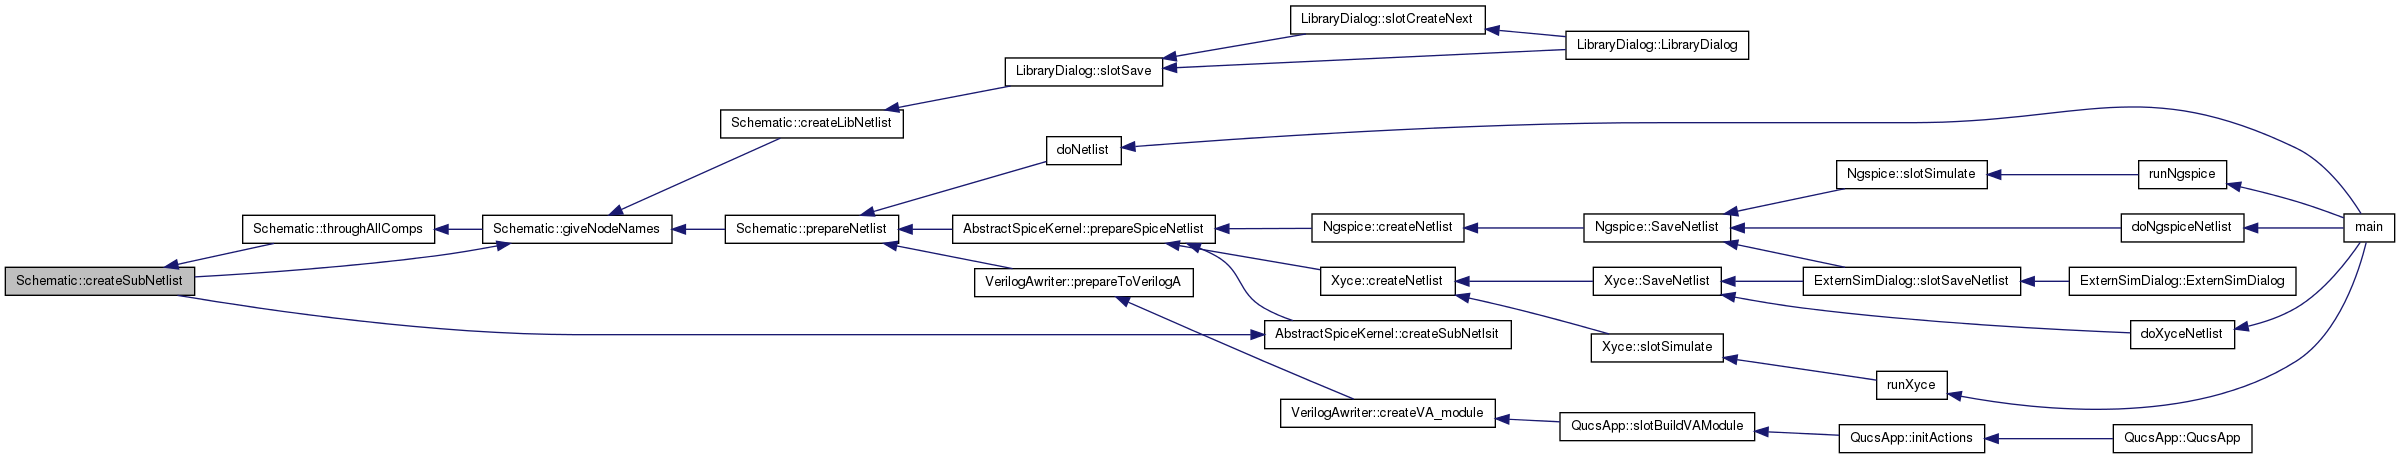 LibraryDialog::slotCreateNext
LibraryDialog::LibraryDialog
LibraryDialog::slotSave
Schematic::createLibNetlist
doNetlist
Ngspice::slotSimulate
runNgspice
Schematic::throughAllComps
Schematic::giveNodeNames
Schematic::prepareNetlist
AbstractSpiceKernel::prepareSpiceNetlist
Ngspice::createNetlist
Ngspice::SaveNetlist
doNgspiceNetlist
main
Schematic::createSubNetlist
VerilogAwriter::prepareToVerilogA
Xyce::createNetlist
Xyce::SaveNetlist
ExternSimDialog::slotSaveNetlist
ExternSimDialog::ExternSimDialog
AbstractSpiceKernel::createSubNetlsit
doXyceNetlist
Xyce::slotSimulate
runXyce
VerilogAwriter::createVA_module
QucsApp::slotBuildVAModule
QucsApp::initActions
QucsApp::QucsApp